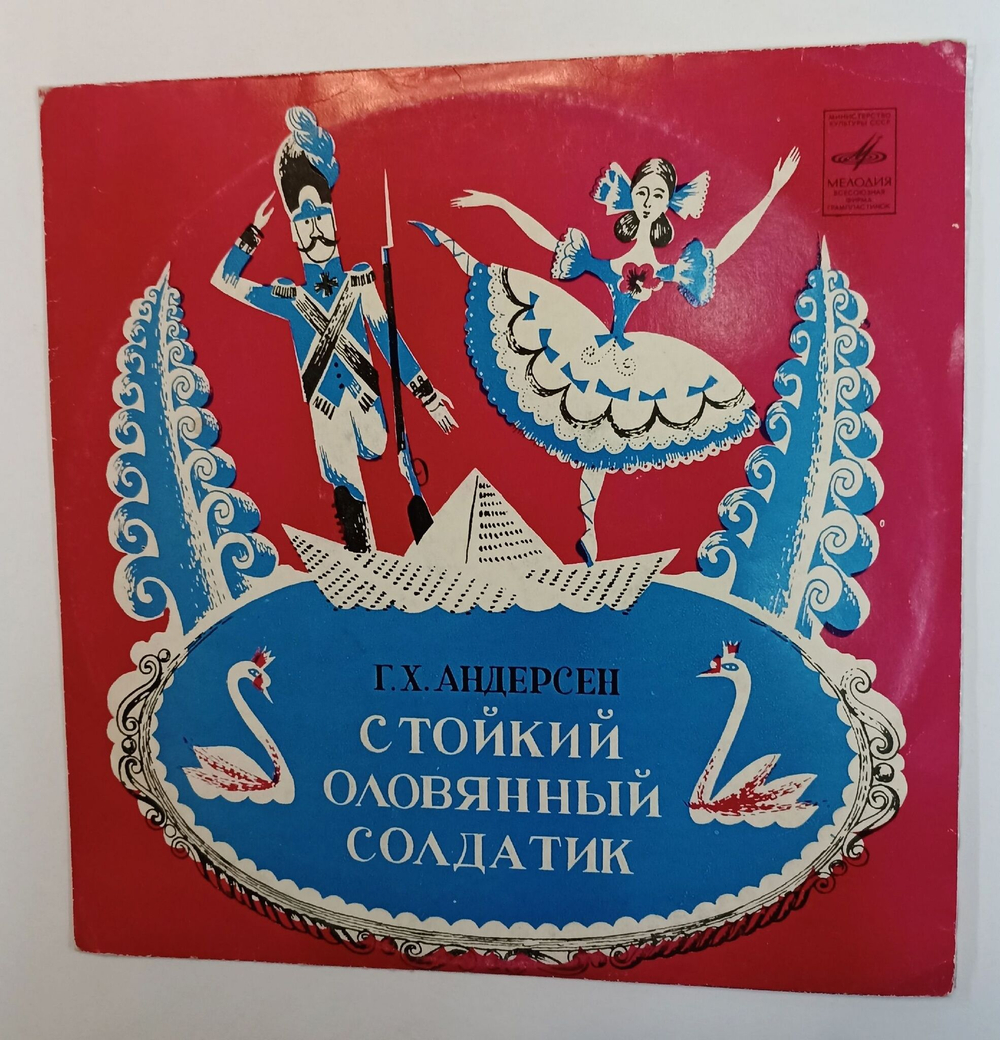 МИНИСТЕРСТВО
КУЛЬТУРЫ СССР
МЕЛОДИЯ
ВСЕСОЮЗНАЯ
ФИРМА
ГРАМПЛАСТИНОК
Г. Х. АНДЕРСЕН
СТОЙКИЙ
ОЛОВЯННЫЙ
СОЛДАТИК